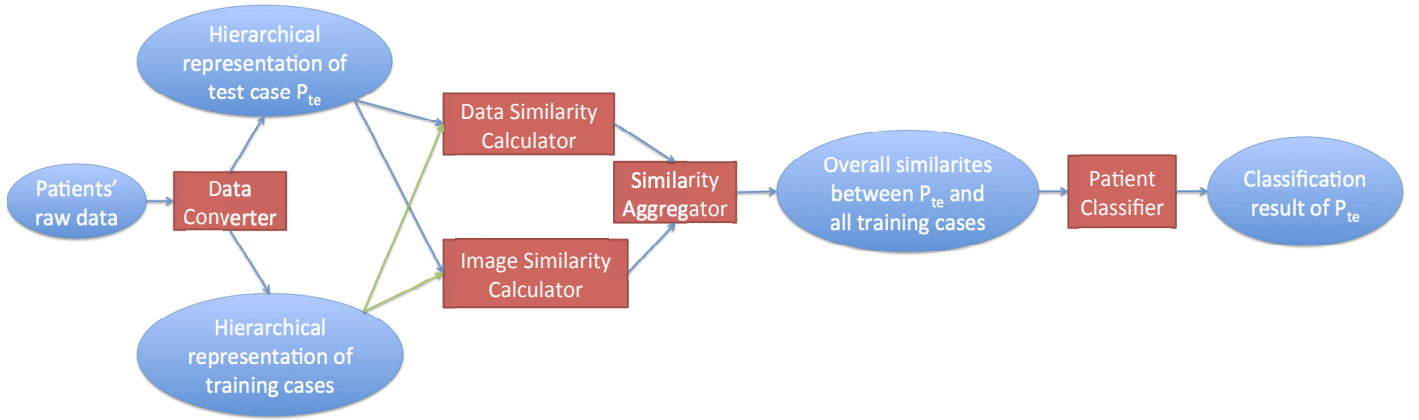 Patients'
raw data
Data
Converter
Hierarchical
representation of
test case Pte
Hierarchical
representation of
training cases
Data Similarity
Calculator
Image Similarity
Calculator
Similarity
Aggregator
Overall similarites
between Pte and
all training cases
Patient
Classifier
Classification
result of Pte